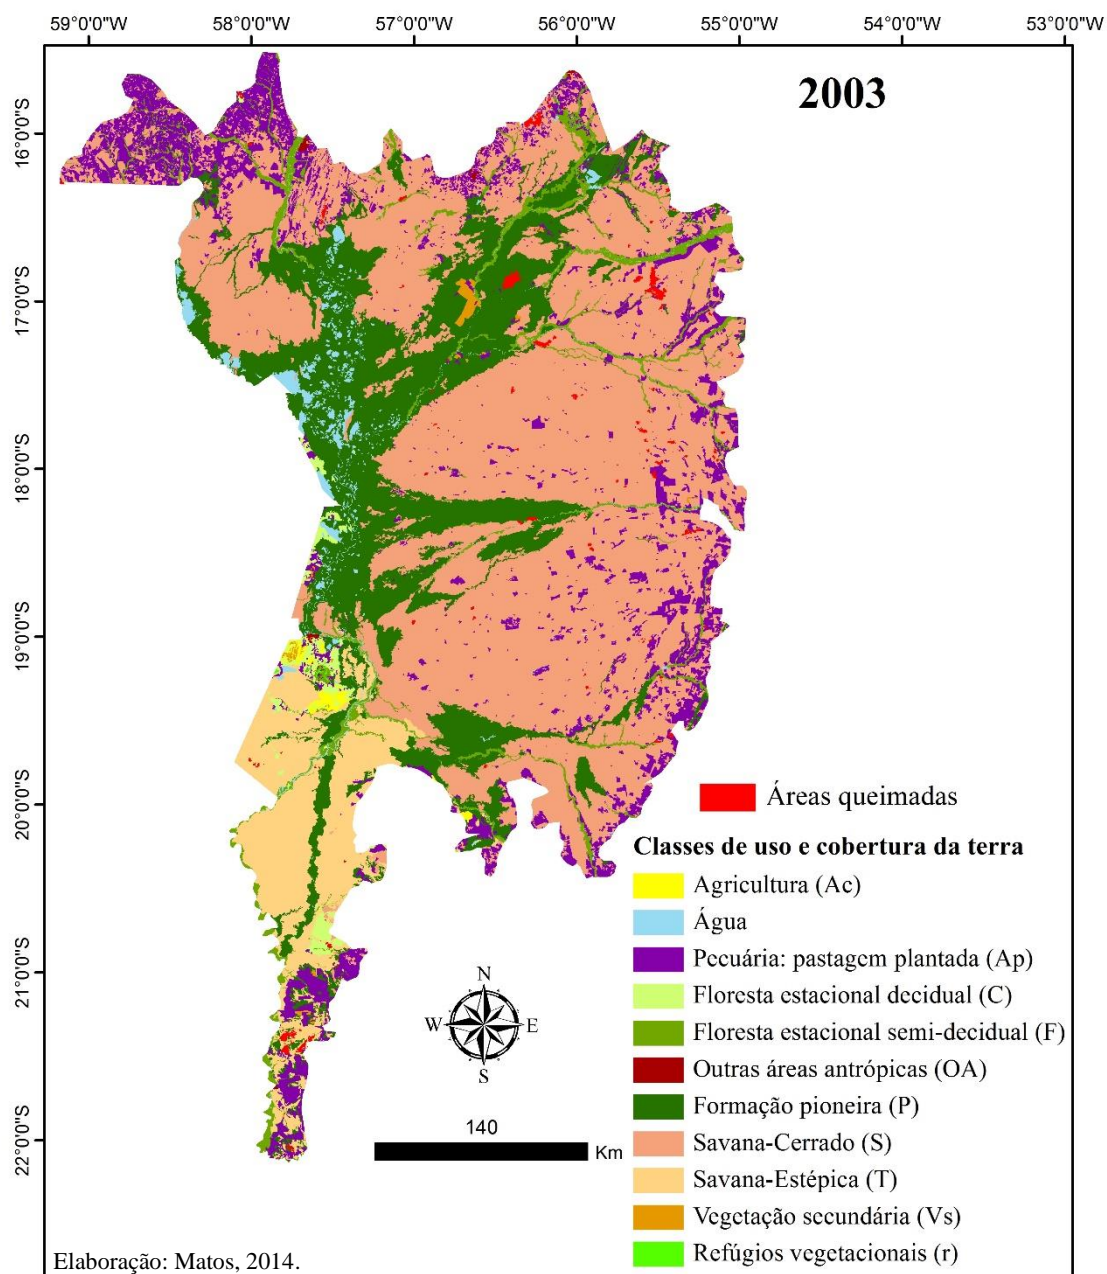 59°0'0"W 58°0'0"W 57°0'0"W 56°0'0"W 55°0'0"W 54°0'0"W 53°0'0"W
2003
16°0'0"S
17°0'0"S
18°0'0"S
19°0'0"S
20°0'0"S
21°0'0"S
22°0'0"S
Áreas queimadas
Classes de uso e cobertura da terra
Agricultura (Ac)
Água
Pecuária: pastagem plantada (Ap)
Floresta estacional decidual (C)
Floresta estacional semi-decidual (F)
Outras áreas antrópicas (OA)
Formação pioneira (P)
Savana-Cerrado (S)
Savana-Estépica (T)
Vegetação secundária (Vs)
Refúgios vegetacionais (r)
N
W E
S
140
Km
Elaboração: Matos, 2014.